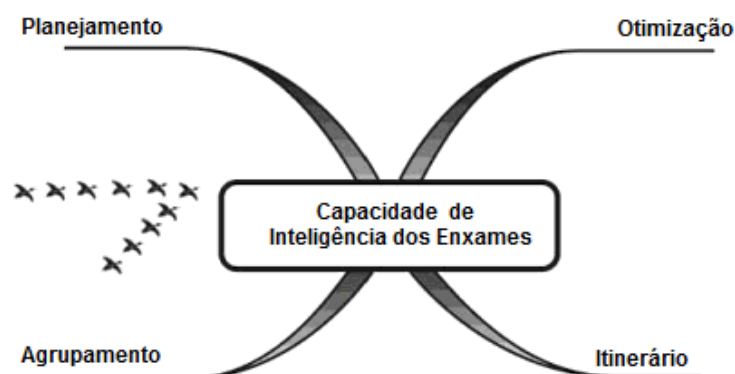 Planejamento
Otimização
Capacidade de
Inteligência dos Enxames
Agrupamento
Itinerário